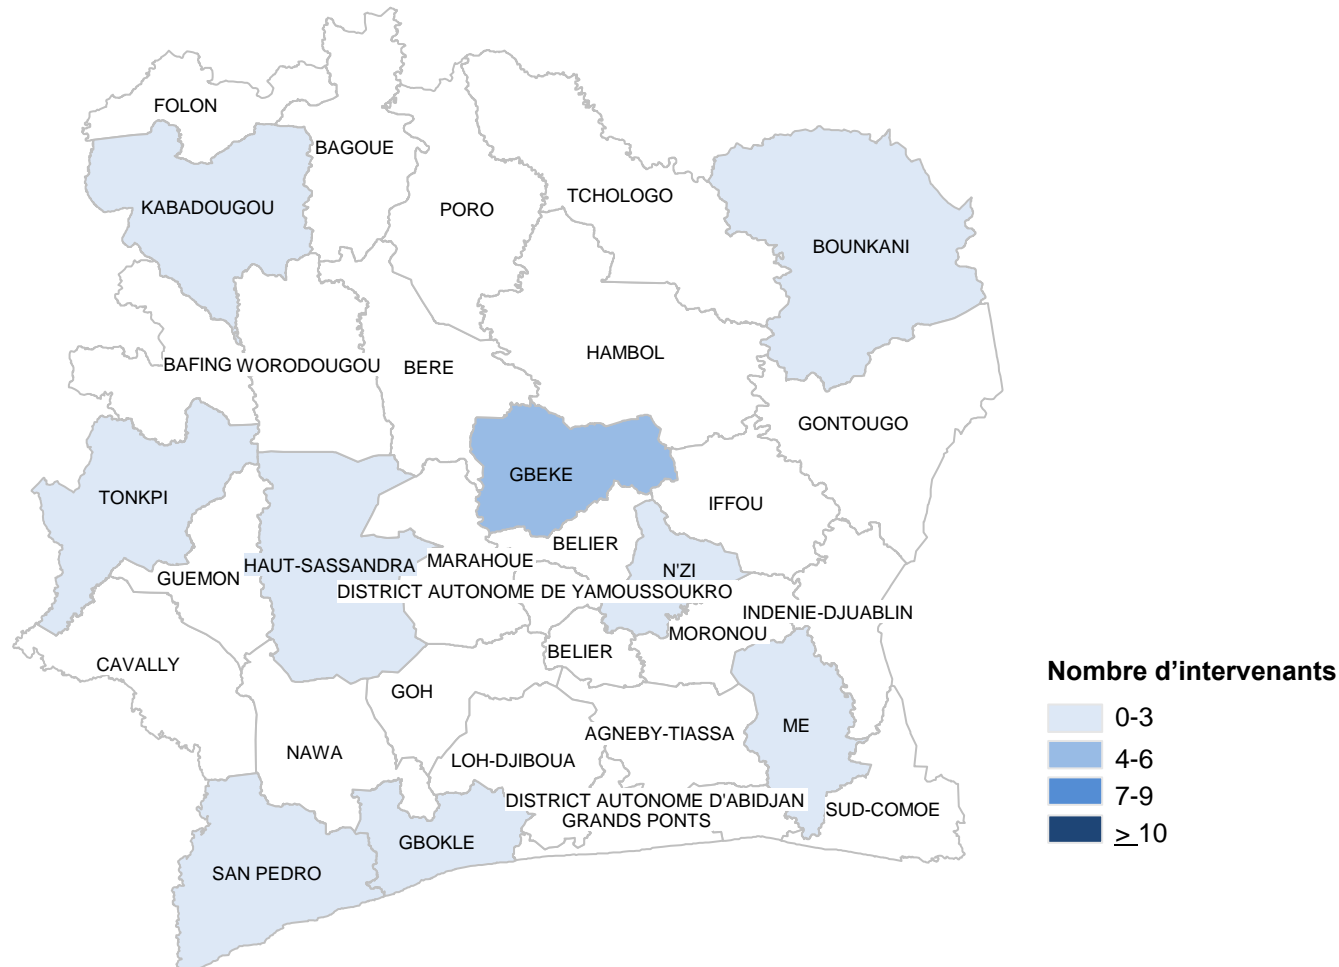 FOLON
BAGOUE
KABADOUGOU
PORO
TCHOLOGO
BOUNKANI
BAFING
WORODOUGOU
BERE
HAMBOL
GONTOUGO
TONKPI
GBEKE
IFFOU
BELIER
HAUT-SASSANDRA
MARAHOUE
N'ZI
GUEMON
DISTRICT AUTONOME DE YAMOUSSOUKRO
INDENIE-DJUABLIN
MORONOU
CAVALLY
BELIER
GOH
ME
AGNEBY-TIASSA
NAWA
LOH-DJIBOUA
DISTRICT AUTONOME D'ABIDJAN
GRANDS PONTS
SUD-COMOE
GBOKLE
SAN PEDRO
Nombre d’intervenants
0-3
4-6
7-9
≥ 10